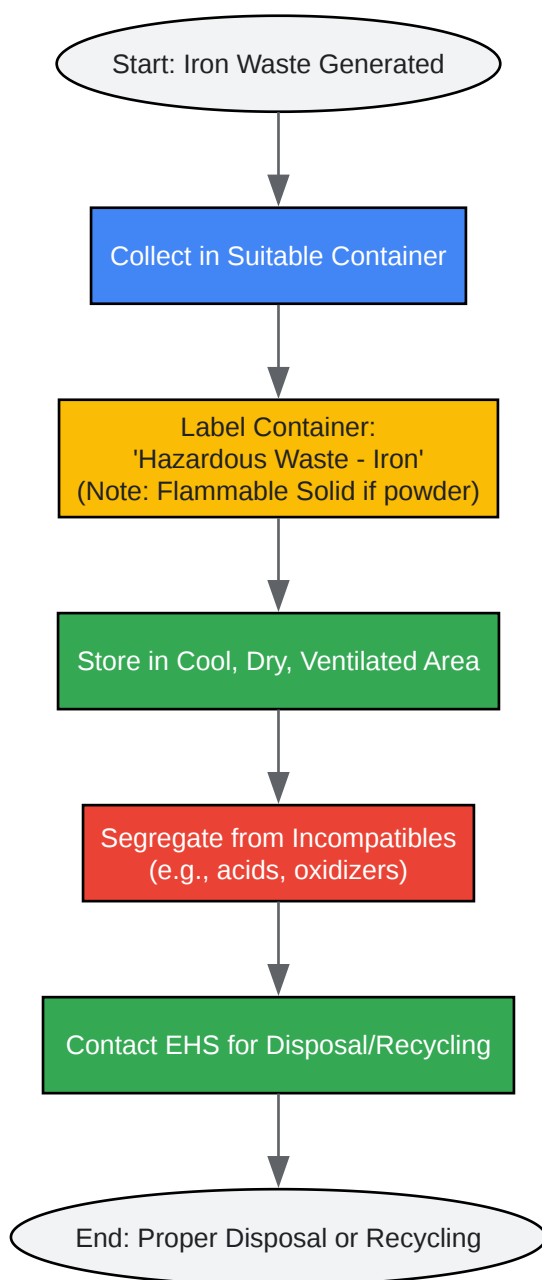 Start: Iron Waste Generated
Collect in Suitable Container
Label Container:
'Hazardous Waste - Iron'
(Note: Flammable Solid if powder)
Store in Cool, Dry, Ventilated Area
Segregate from Incompatibles
(e.g., acids, oxidizers)
Contact EHS for Disposal/Recycling
End: Proper Disposal or Recycling